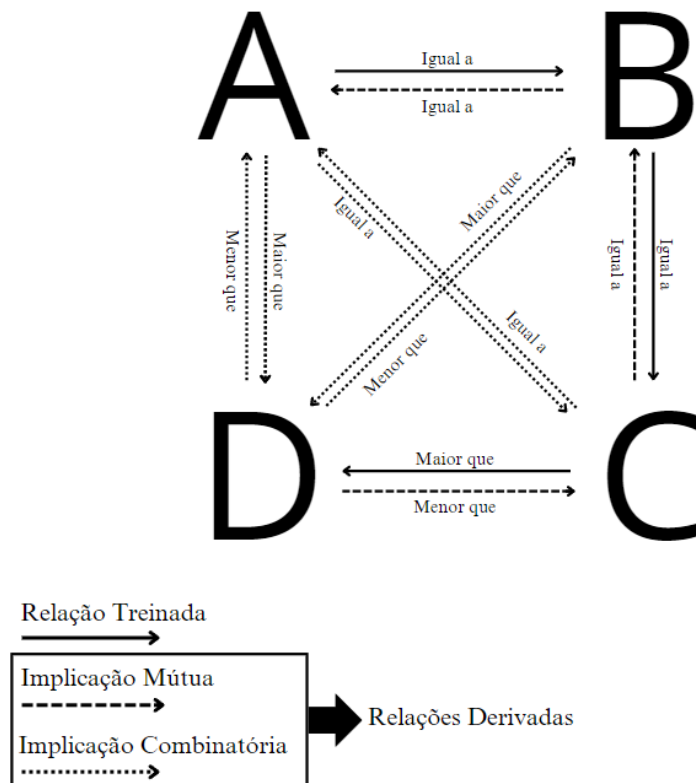 A
Igual a
Igual a
B
Menor que
Maior que
Igual a
Maior que
Igual a
Igual a
Menor que
Igual a
D
Maior que
Menor que
C
Relação Treinada
Implicação Mútua
Implicação Combinatória
Relações Derivadas